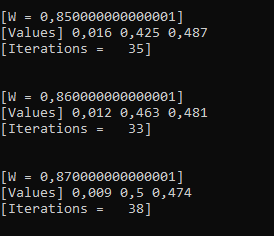 [W = 0,850000000000001]
[Values] 0,016 0,425 0,487
[Iterations =   35]
[W = 0,860000000000001]
[Values] 0,012 0,463 0,481
[Iterations =   33]
[W = 0,870000000000001]
[Values] 0,009 0,5 0,474
[Iterations =   38]